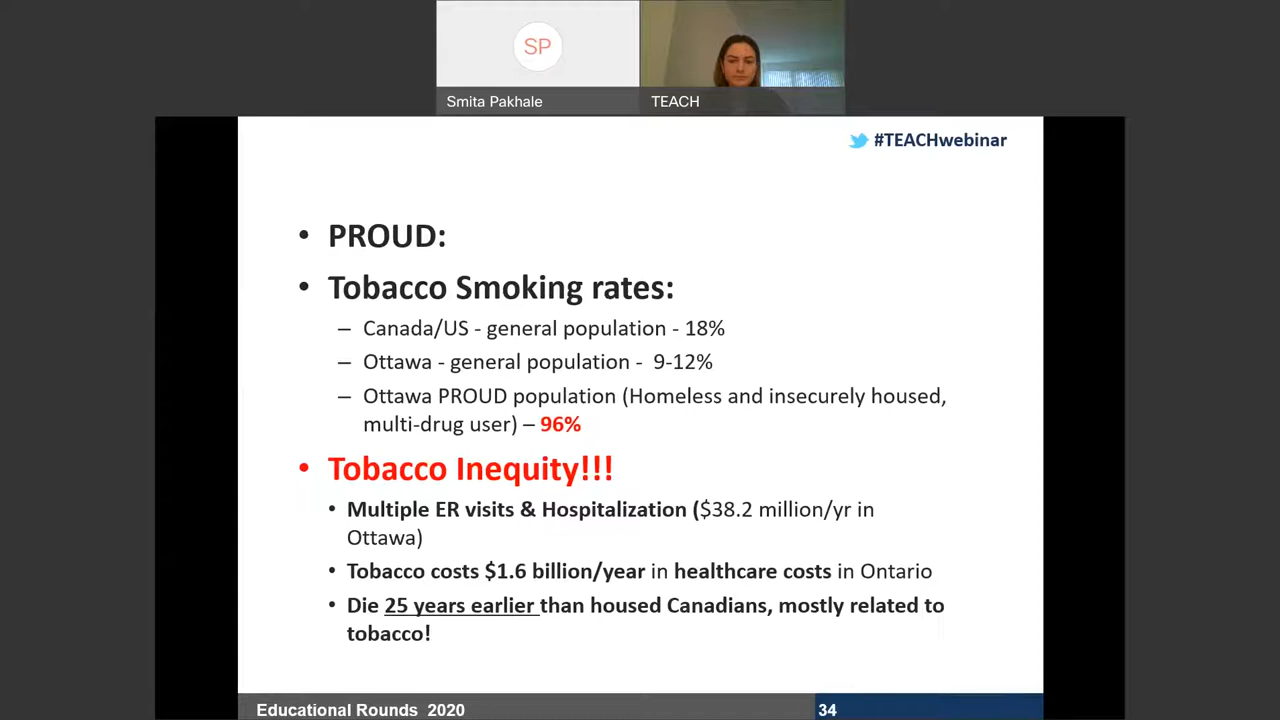 SP
Smita Pakhale
TEACH
#TEACHwebinar
• PROUD:
• Tobacco Smoking rates:
– Canada/US - general population - 18%
– Ottawa - general population - 9-12%
– Ottawa PROUD population (Homeless and insecurely housed,
multi-drug user) – 96%
• Tobacco Inequity!!!
• Multiple ER visits & Hospitalization ($38.2 million/yr in
Ottawa)
• Tobacco costs $1.6 billion/year in healthcare costs in Ontario
• Die 25 years earlier than housed Canadians, mostly related to
tobacco!
Educational Rounds 2020
34